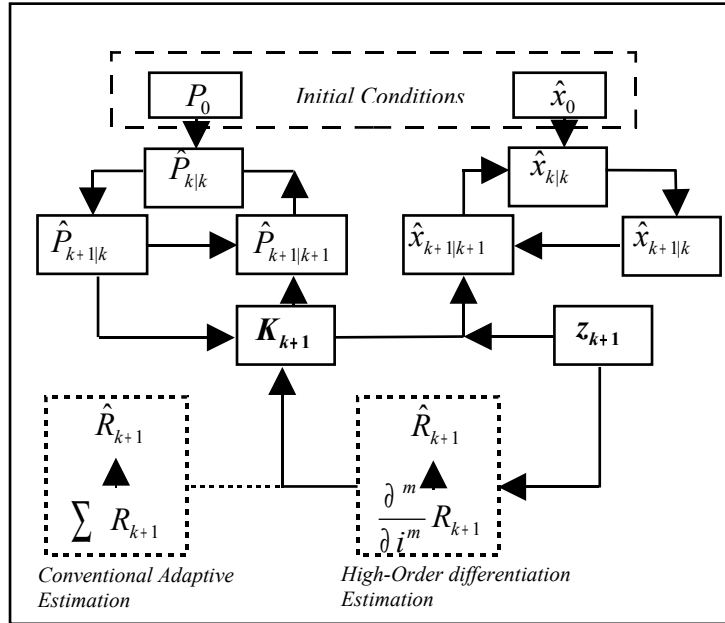 P₀ Initial Conditions x̂₀
P̂ₖ|ₖ x̂ₖ|ₖ
P̂ₖ₊₁|ₖ P̂ₖ₊₁|ₖ₊₁ x̂ₖ₊₁|ₖ₊₁ x̂ₖ₊₁|ₖ
Kₖ₊₁ zₖ₊₁
R̂ₖ₊₁ R̂ₖ₊₁
∑ Rₖ₊₁ ∂ᵐ/∂iᵐ Rₖ₊₁
Conventional Adaptive
Estimation
High-Order differentiation
Estimation